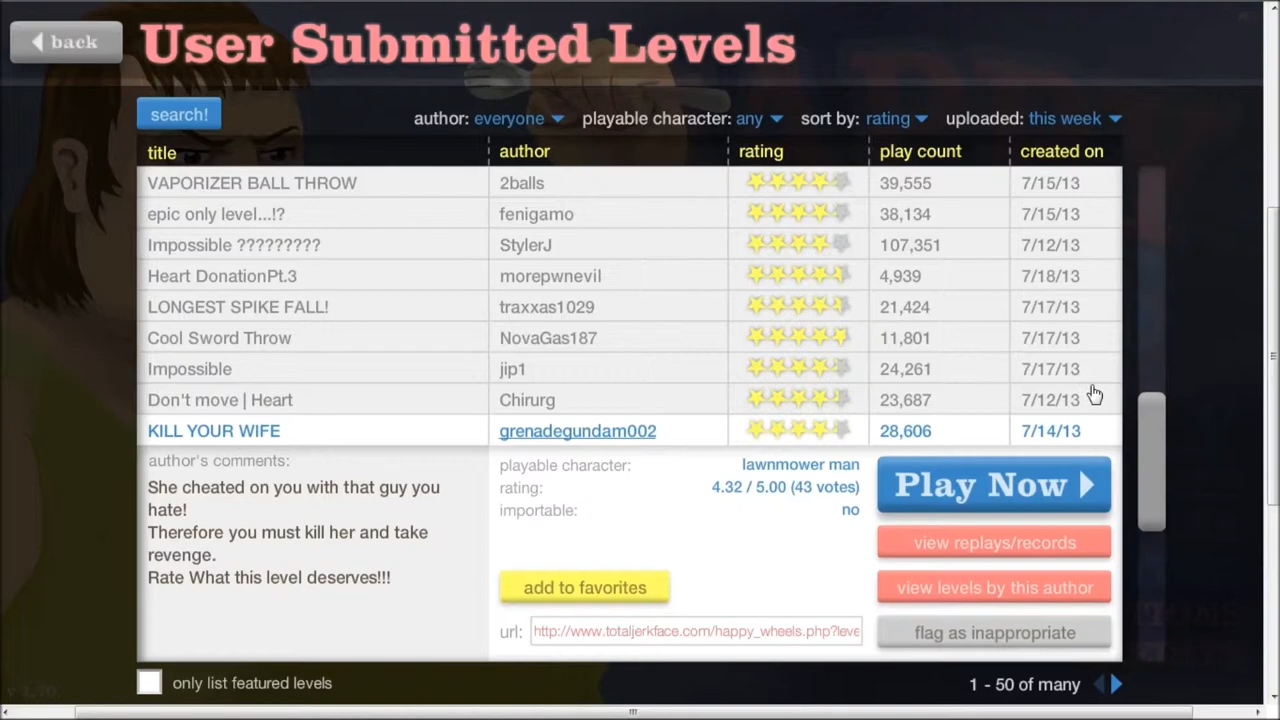 back
User Submitted Levels
search!
author: everyone playable character: any sort by: rating uploaded: this week
title author rating play count created on
VAPORIZER BALL THROW 2balls 39,555 7/15/13
epic only level...!? fenigamo 38,134 7/15/13
Impossible ????????? StylerJ 107,351 7/12/13
Heart DonationPt.3 morepwnevil 4,939 7/18/13
LONGEST SPIKE FALL! traxxas1029 21,424 7/17/13
Cool Sword Throw NovaGas187 11,801 7/17/13
Impossible jip1 24,261 7/17/13
Don't move | Heart Chirurg 23,687 7/12/13
KILL YOUR WIFE grenadegundam002 28,606 7/14/13
author's comments:
She cheated on you with that guy you
hate!
Therefore you must kill her and take
revenge.
Rate What this level deserves!!!
playable character: lawnmower man
rating: 4.32 / 5.00 (43 votes)
importable: no
add to favorites
url: http://www.totaljerkface.com/happy_wheels.php?leve
Play Now
view replays/records
view levels by this author
flag as inappropriate
only list featured levels
1 - 50 of many